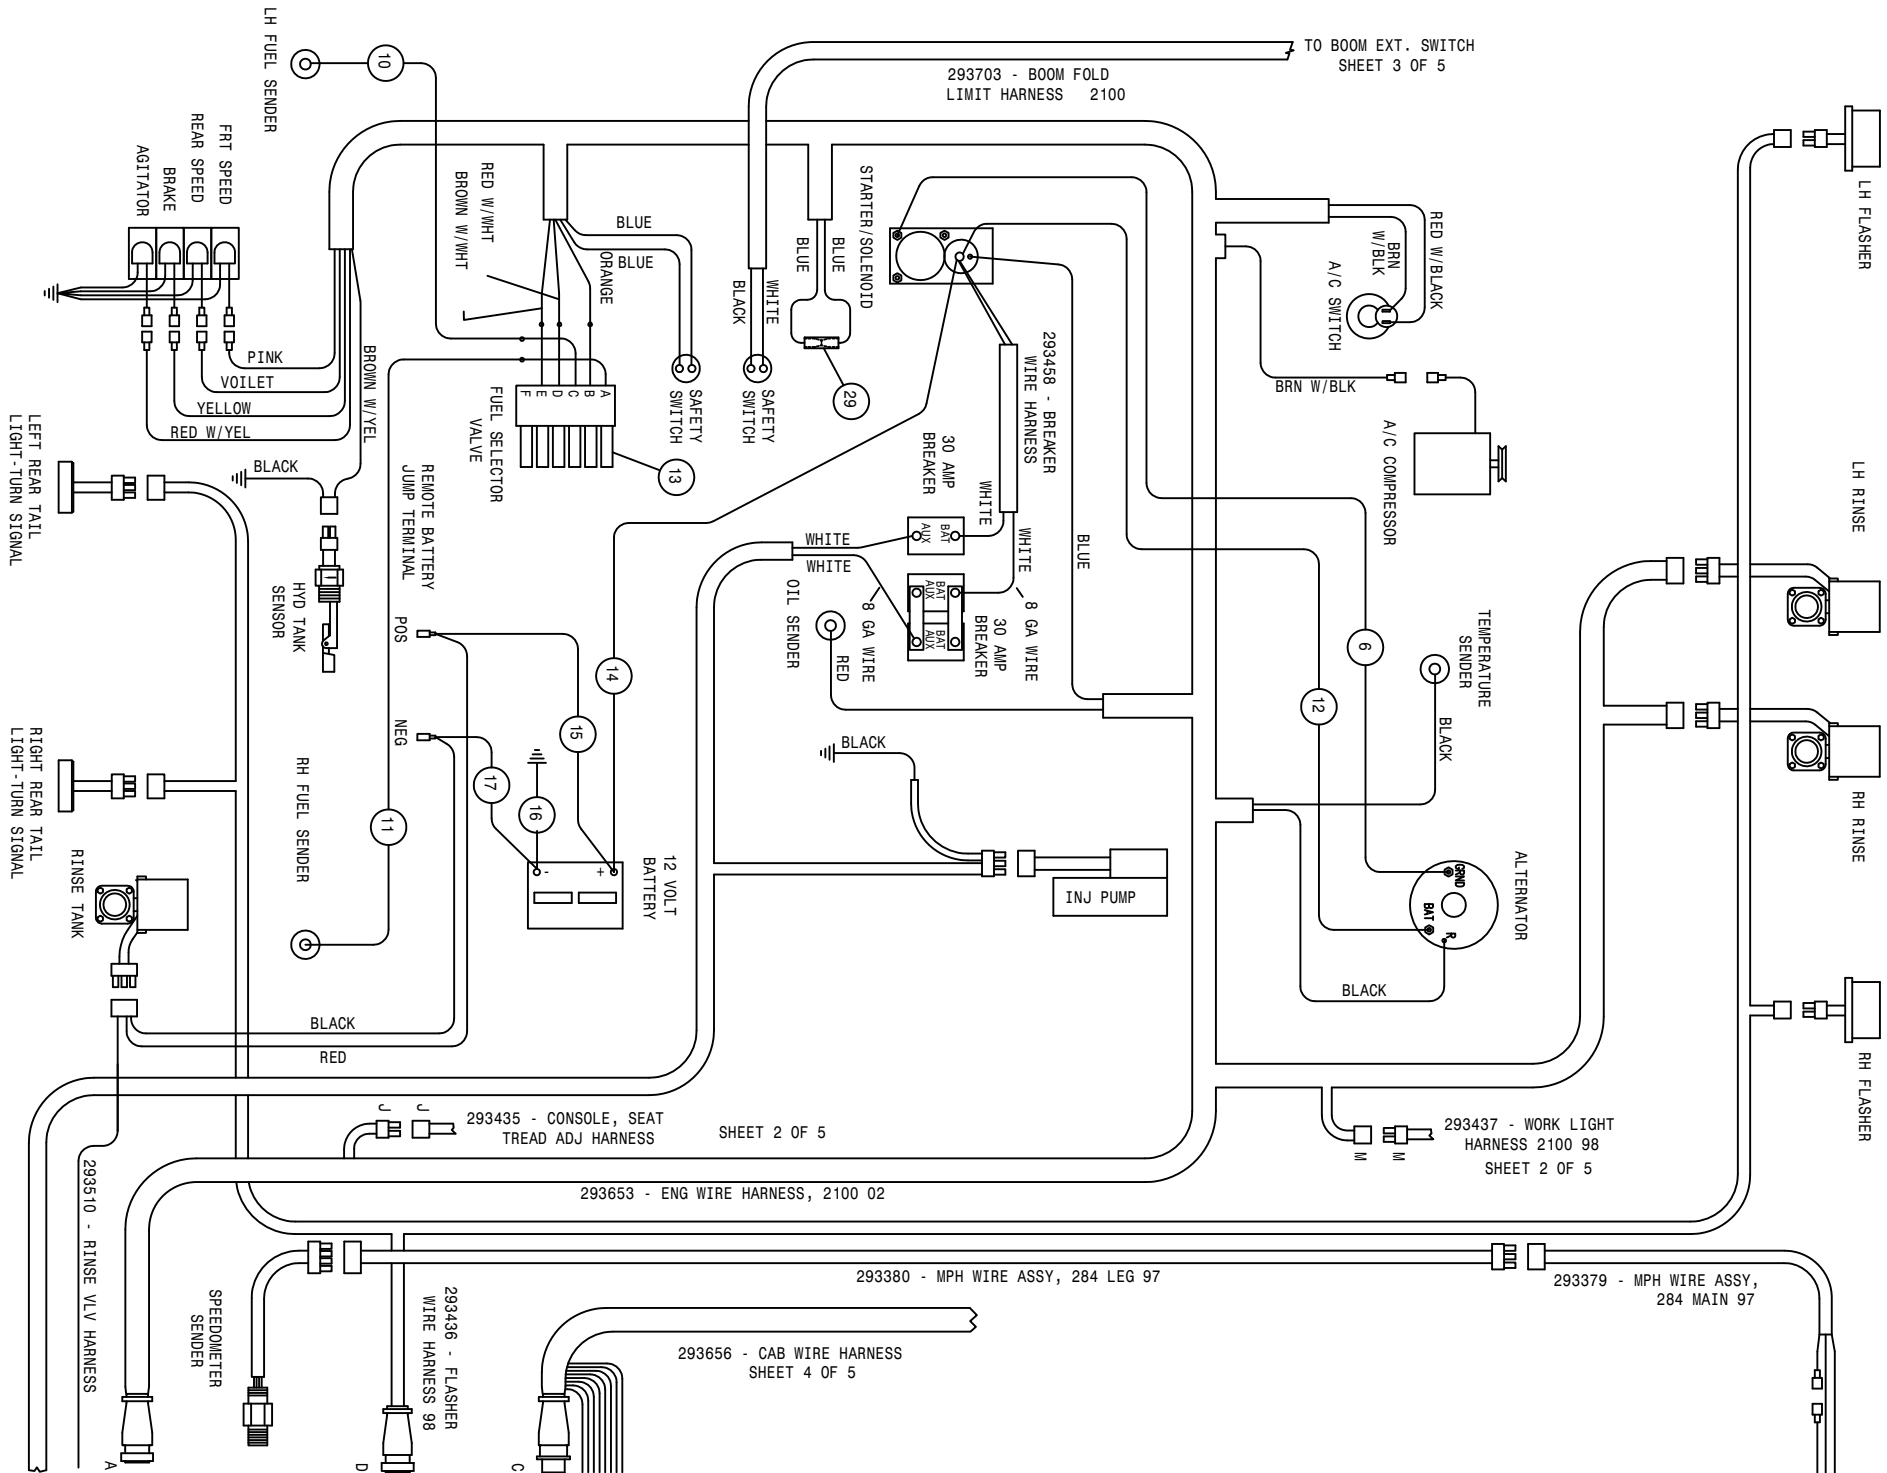 LH FUEL SENDER
10
TO BOOM EXT. SWITCH
SHEET 3 OF 5
293703 - BOOM FOLD
LIMIT HARNESS 2100
AGITATOR
BRAKE
REAR SPEED
FRT SPEED
PINK
VOILET
YELLOW
RED W/YEL
BROWN W/YEL
RED W/WHT
BROWN W/WHT
BLUE
BLUE
ORANGE
A
B
C
D
E
F
FUEL SELECTOR
VALVE
13
SAFETY
SWITCH
WHITE
BLACK
SAFETY
SWITCH
BLUE
BLUE
29
STARTER/SOLENOID
293458 - BREAKER
WIRE HARNESS
30 AMP
BREAKER
WHITE
WHITE
BAT
AUX
WHITE
WHITE
BAT
AUX
BAT
AUX
8 GA WIRE
8 GA WIRE
30 AMP
BREAKER
OIL SENDER
RED
BLUE
RED W/BLACK
BRN
W/BLK
A/C SWITCH
BRN W/BLK
A/C COMPRESSOR
LH FLASHER
LH RINSE
RH RINSE
RH FLASHER
TEMPERATURE
SENDER
BLACK
6
12
ALTERNATOR
GRND
BAT
R
BLACK
LEFT REAR TAIL
LIGHT-TURN SIGNAL
BLACK
HYD TANK
SENSOR
REMOTE BATTERY
JUMP TERMINAL
POS
NEG
14
15
16
17
11
12 VOLT
BATTERY
-
+
BLACK
INJ PUMP
RIGHT REAR TAIL
LIGHT-TURN SIGNAL
RINSE TANK
RH FUEL SENDER
BLACK
RED
J
J
293435 - CONSOLE, SEAT
TREAD ADJ HARNESS
SHEET 2 OF 5
M
M
293437 - WORK LIGHT
HARNESS 2100 98
SHEET 2 OF 5
293653 - ENG WIRE HARNESS, 2100 02
293510 - RINSE VLV HARNESS
SPEEDOMETER
SENDER
293436 - FLASHER
WIRE HARNESS 98
293380 - MPH WIRE ASSY, 284 LEG 97
293379 - MPH WIRE ASSY,
284 MAIN 97
293656 - CAB WIRE HARNESS
SHEET 4 OF 5
A
D
C